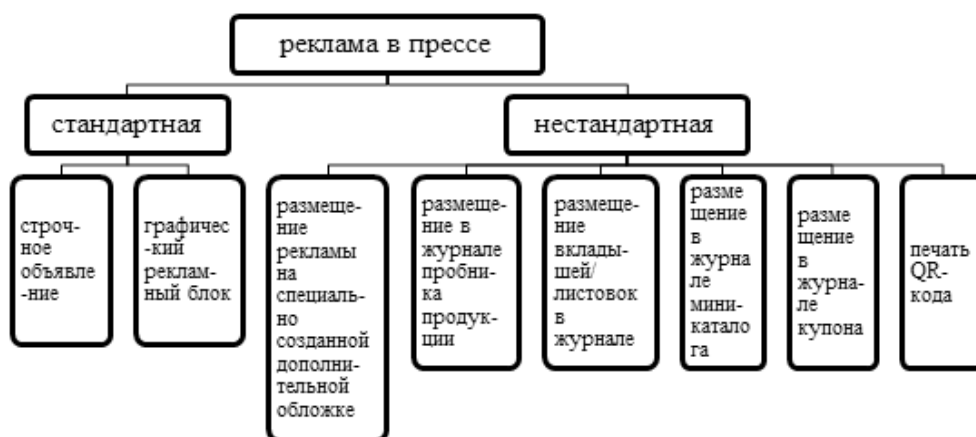 реклама в прессе
стандартная
нестандартная
строч-
ное
объявле
-ние
графичес
-кий
реклам-
ный блок
размеще-
ние
рекламы
на
специаль-
но
созданной
дополни-
тельной
обложке
размеще-
ние в
журнале
пробни-
ка
продук-
ции
размеще-
ние
вклады-
шей/
листовок
в
журнале
разме
щение
в
журна
ле
мини-
катало
га
разме
щение
в
журна-
ле
купона
печать
QR-
кода